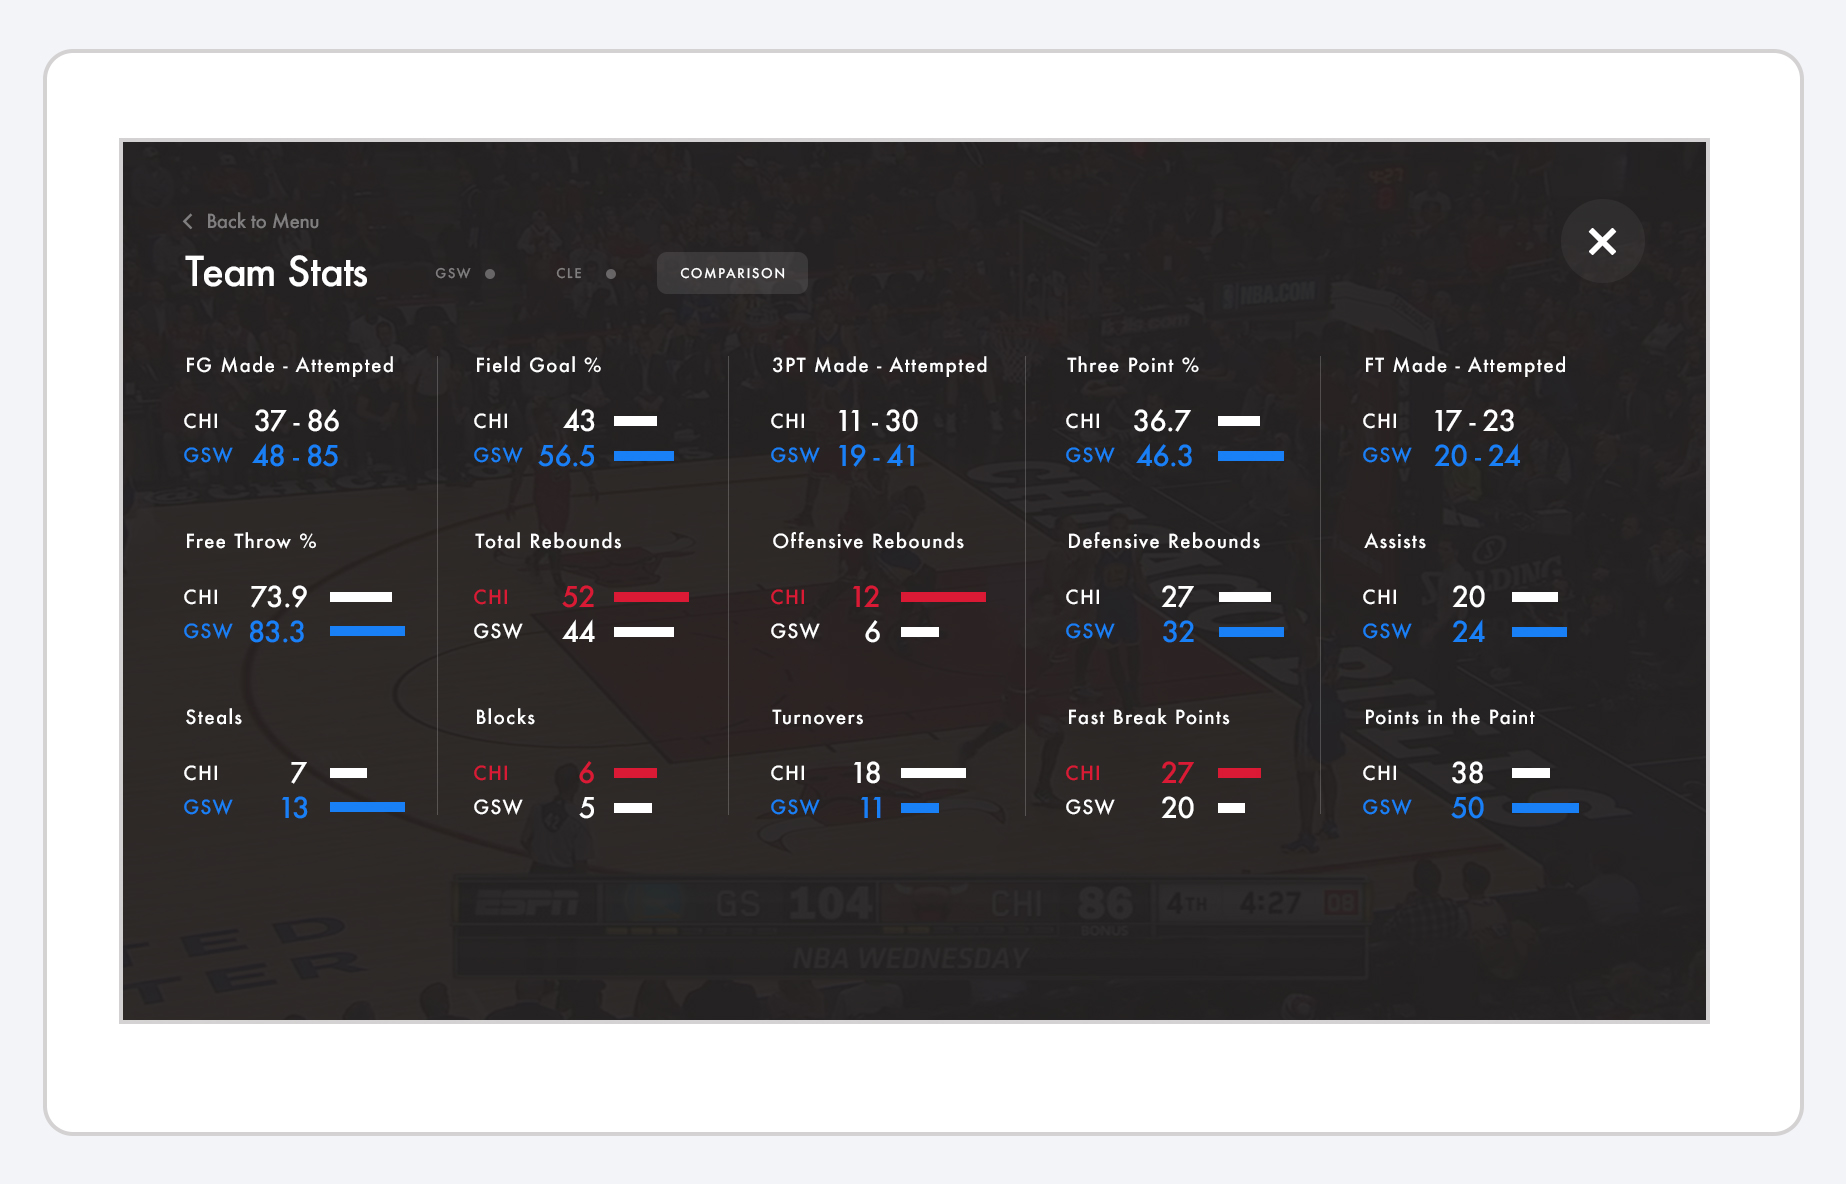 Back to Menu
Team Stats
GSW
CLE
COMPARISON
FG Made - Attempted
CHI 37 - 86
GSW 48 - 85
Field Goal %
CHI 43
GSW 56.5
3PT Made - Attempted
CHI 11 - 30
GSW 19 - 41
Three Point %
CHI 36.7
GSW 46.3
FT Made - Attempted
CHI 17 - 23
GSW 20 - 24
Free Throw %
CHI 73.9
GSW 83.3
Total Rebounds
CHI 52
GSW 44
Offensive Rebounds
CHI 12
GSW 6
Defensive Rebounds
CHI 27
GSW 32
Assists
CHI 20
GSW 24
Steals
CHI 7
GSW 13
Blocks
CHI 6
GSW 5
Turnovers
CHI 18
GSW 11
Fast Break Points
CHI 27
GSW 20
Points in the Paint
CHI 38
GSW 50
NBA.COM
SPALDING
ESPN GS 104 CHI 86 4TH 4:27 08
BONUS
NBA WEDNESDAY